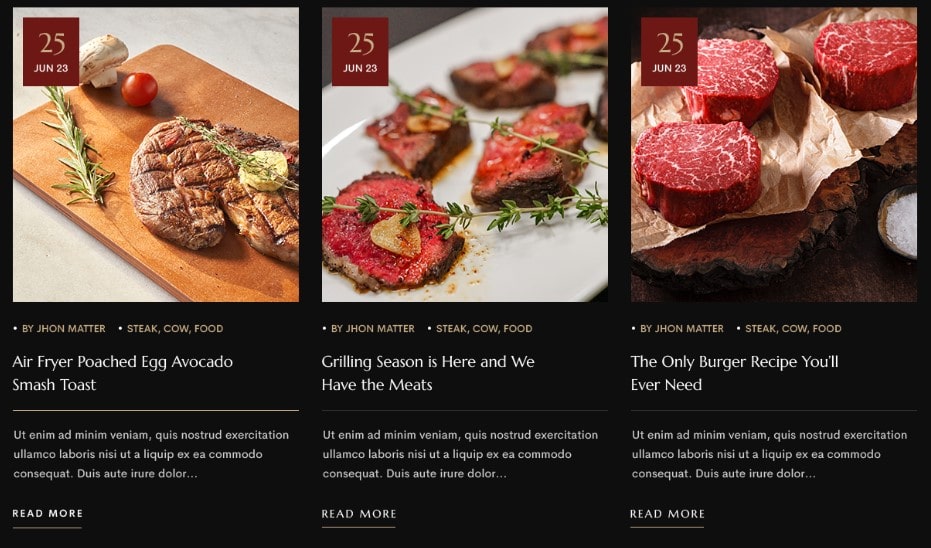 25
JUN 23
• BY JHON MATTER • STEAK, COW, FOOD
Air Fryer Poached Egg Avocado
Smash Toast
Ut enim ad minim veniam, quis nostrud exercitation
ullamco laboris nisi ut a liquip ex ea commodo
consequat. Duis aute irure dolor...
READ MORE
25
JUN 23
• BY JHON MATTER • STEAK, COW, FOOD
Grilling Season is Here and We
Have the Meats
Ut enim ad minim veniam, quis nostrud exercitation
ullamco laboris nisi ut a liquip ex ea commodo
consequat. Duis aute irure dolor...
READ MORE
25
JUN 23
• BY JHON MATTER • STEAK, COW, FOOD
The Only Burger Recipe You'll
Ever Need
Ut enim ad minim veniam, quis nostrud exercitation
ullamco laboris nisi ut a liquip ex ea commodo
consequat. Duis aute irure dolor...
READ MORE